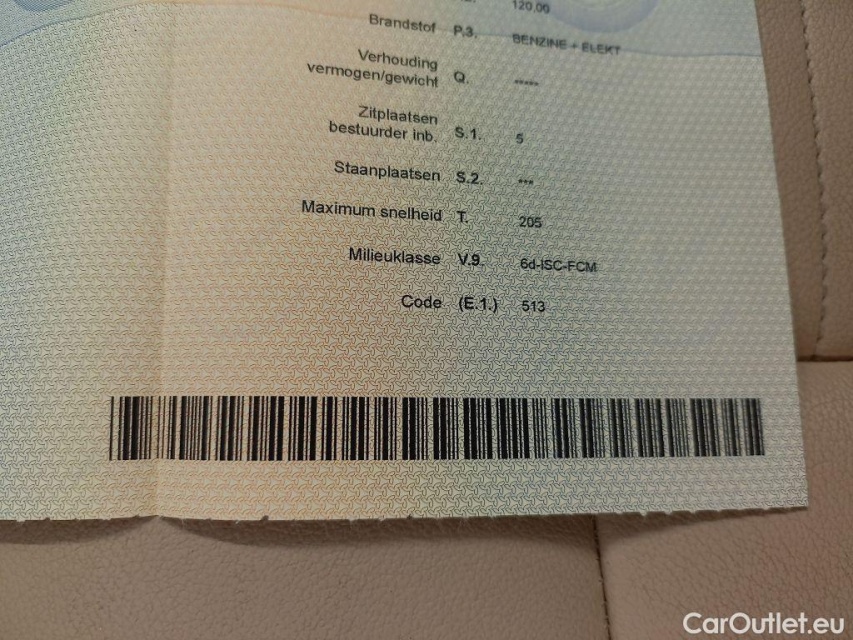 120.00
Brandstof P.3. BENZINE + ELEKT
Verhouding
vermogen/gewicht Q. -----
Zitplaatsen
bestuurder inb. S.1. 5
Staanplaatsen S.2. ---
Maximum snelheid T. 205
Milieuklasse V.9. 6d-ISC-FCM
Code (E.1.) 513
CarOutlet.eu